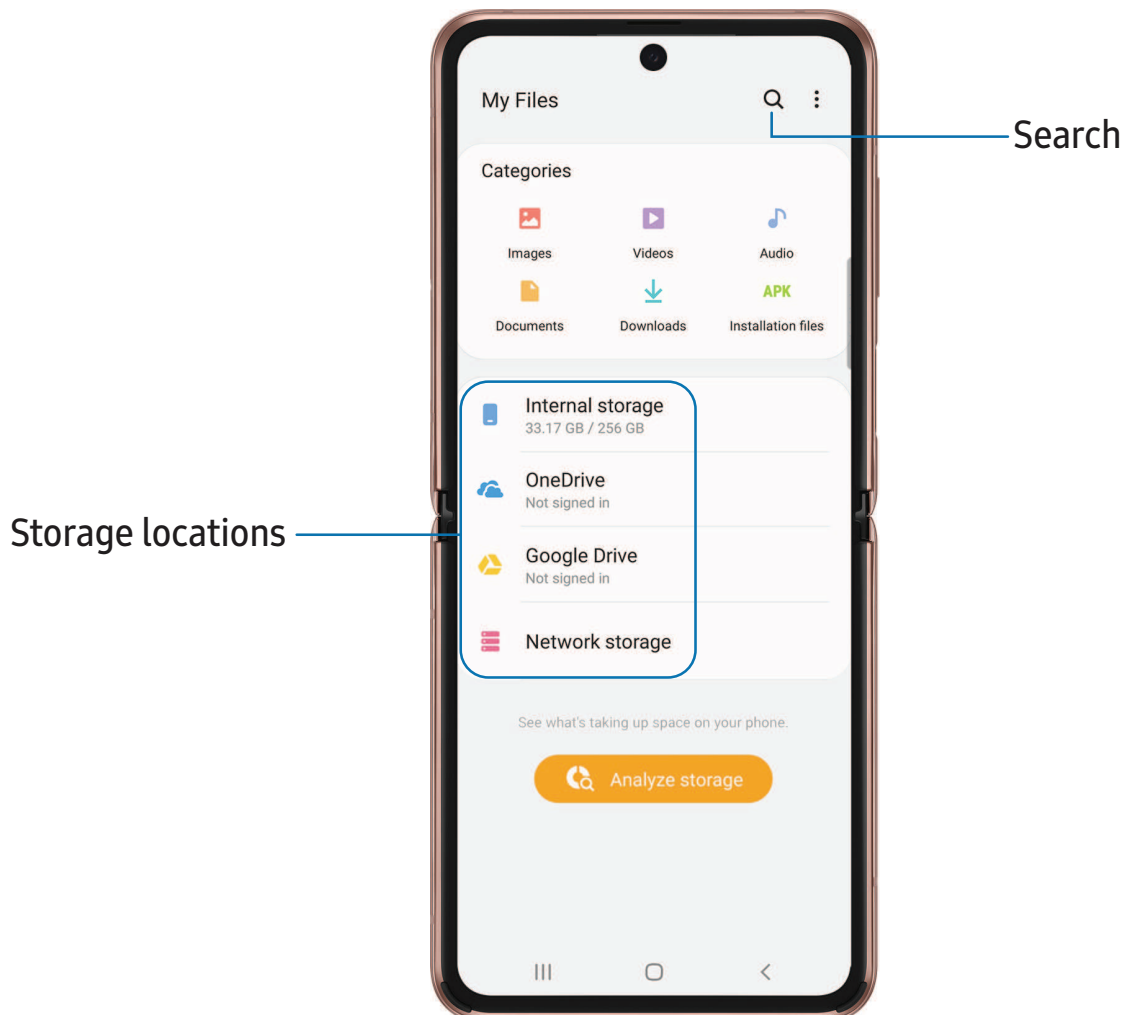 My Files
Search
Categories
Images Videos Audio
APK
Documents Downloads Installation files
Internal storage
33.17 GB / 256 GB
OneDrive
Not signed in
Storage locations
Google Drive
Not signed in
Network storage
See what's taking up space on your phone.
Analyze storage